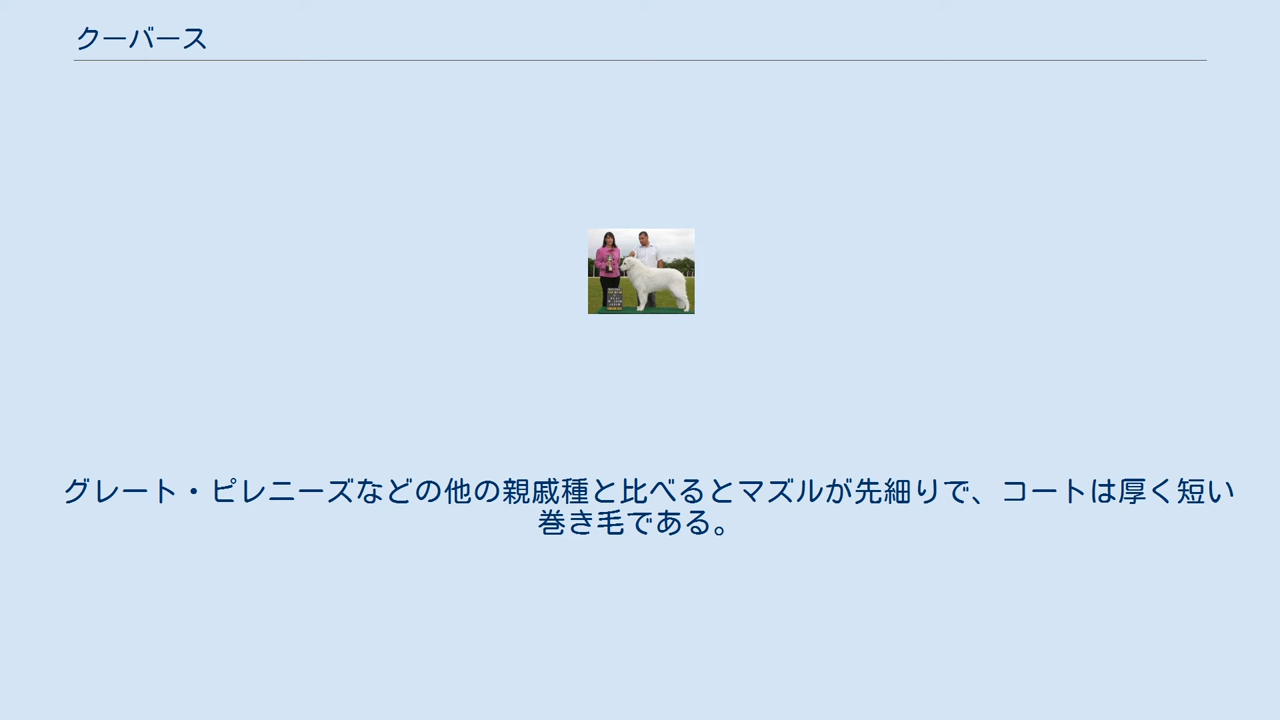 クーバース
グレート・ピレニーズなどの他の親戚種と比べるとマズルが先細りで、コートは厚く短い
巻き毛である。